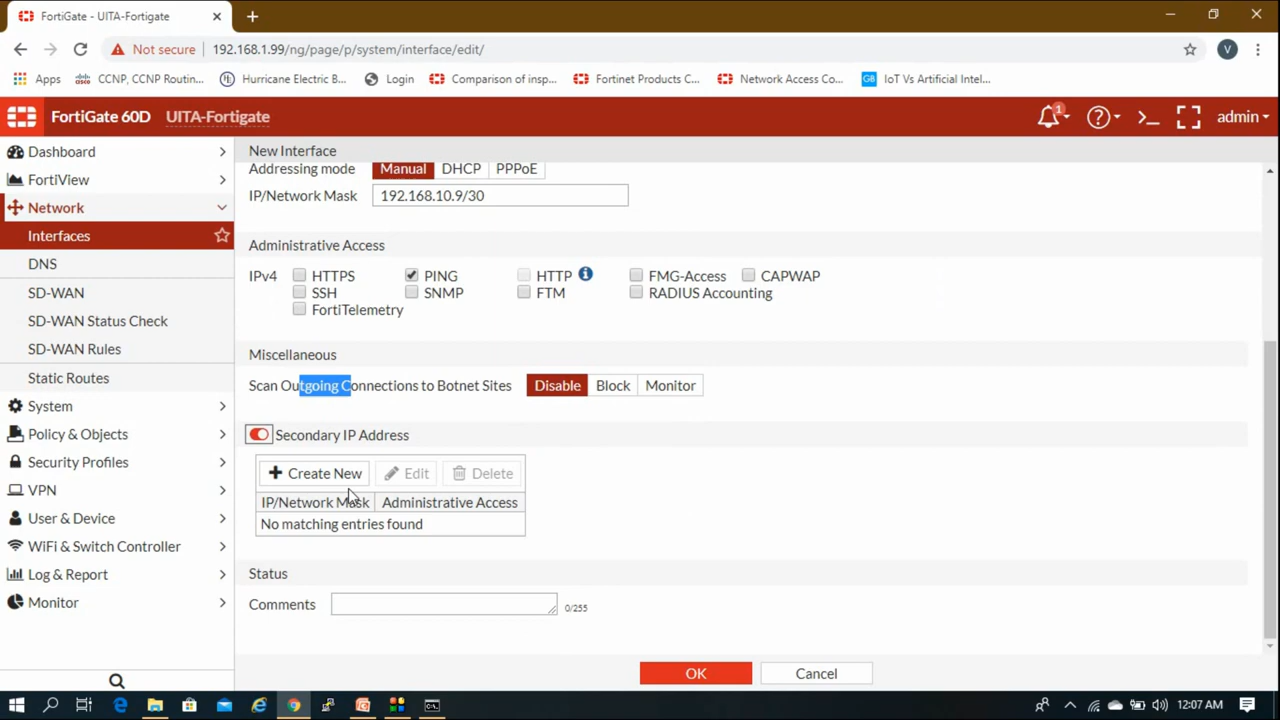 FortiGate - UITA-Fortigate
Not secure 192.168.1.99/ng/page/p/system/interface/edit/
V
Apps CCNP, CCNP Routin... Hurricane Electric B... Login Comparison of insp... Fortinet Products C... Network Access Co... GB IoT Vs Artificial Intel...
FortiGate 60D UITA-Fortigate 1 admin
Dashboard
FortiView
Network
Interfaces
DNS
SD-WAN
SD-WAN Status Check
SD-WAN Rules
Static Routes
System
Policy & Objects
Security Profiles
VPN
User & Device
WiFi & Switch Controller
Log & Report
Monitor
New Interface
Addressing mode Manual DHCP PPPoE
IP/Network Mask 192.168.10.9/30
Administrative Access
IPv4 HTTPS PING HTTP FMG-Access CAPWAP
SSH SNMP FTM RADIUS Accounting
FortiTelemetry
Miscellaneous
Scan Outgoing Connections to Botnet Sites Disable Block Monitor
Secondary IP Address
Create New Edit Delete
IP/Network Mask Administrative Access
No matching entries found
Status
Comments 0/255
OK Cancel
12:07 AM